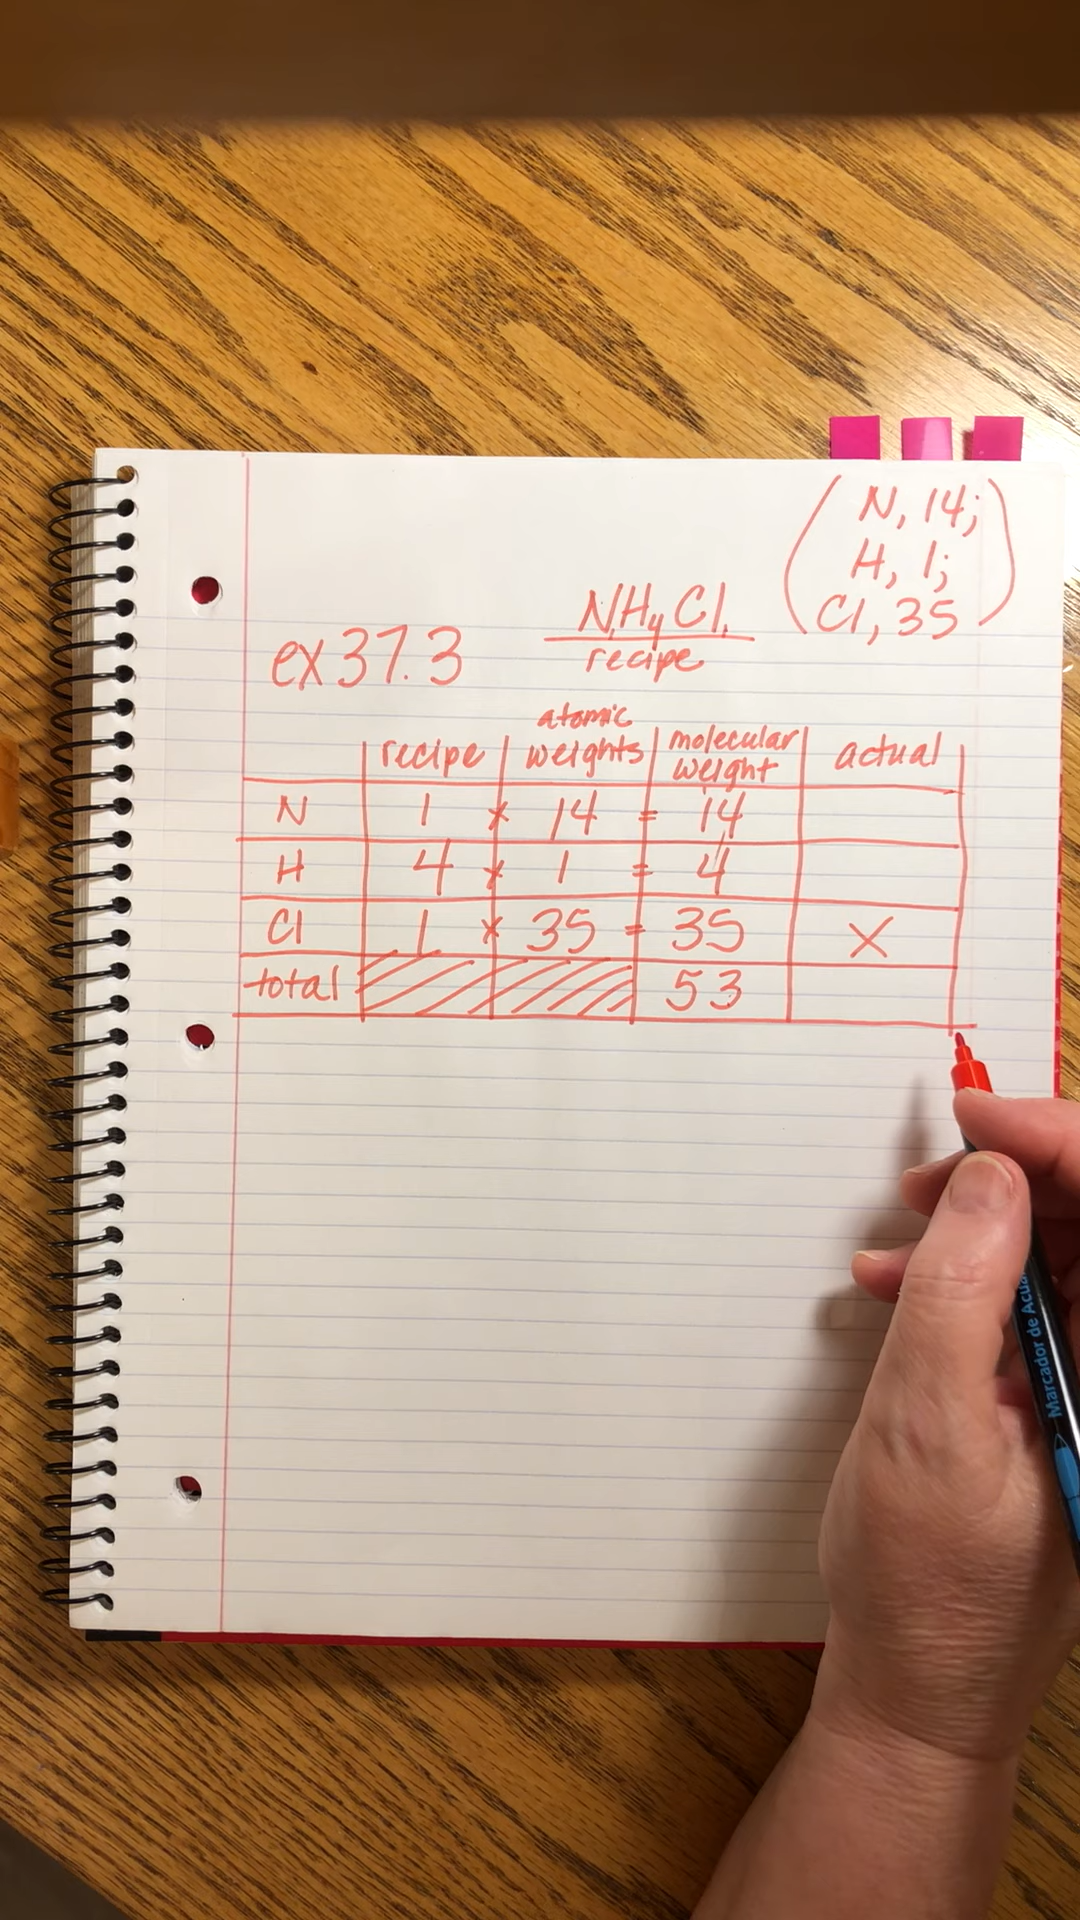 ( N, 14;
H, 1;
Cl, 35 )
N₁H₄Cl₁
recipe
ex 37.3
recipe | atomic weights | molecular weight | actual
N | 1 × 14 = 14
H | 4 × 1 = 4
Cl | 1 × 35 = 35 | X
total | 53
Marcador de Acua